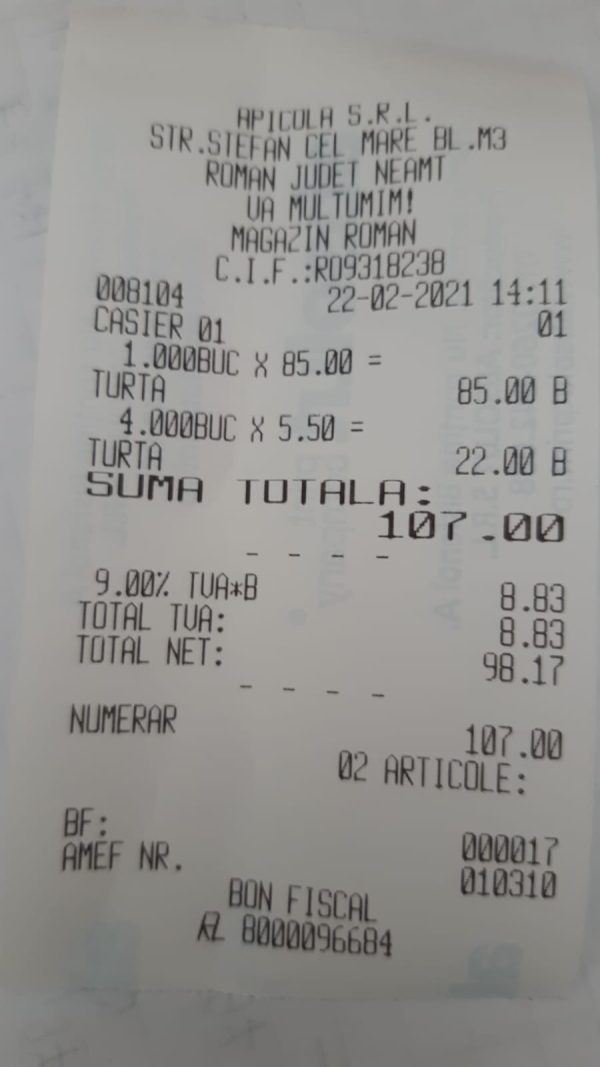 APICOLA S.R.L.
STR.STEFAN CEL MARE BL.M3
ROMAN JUDET NEAMT
VA MULTUMIM!
MAGAZIN ROMAN
C.I.F.:RO9318238
008104 22-02-2021 14:11
CASIER 01 01
1.000BUC X 85.00 =
TURTA 85.00 B
4.000BUC X 5.50 =
TURTA 22.00 B
SUMA TOTALA:
107.00
- - - -
9.00% TVA*B 8.83
TOTAL TVA: 8.83
TOTAL NET: 98.17
- - - -
NUMERAR 107.00
02 ARTICOLE:
BF: 000017
AMEF NR. 010310
BON FISCAL
8000096684